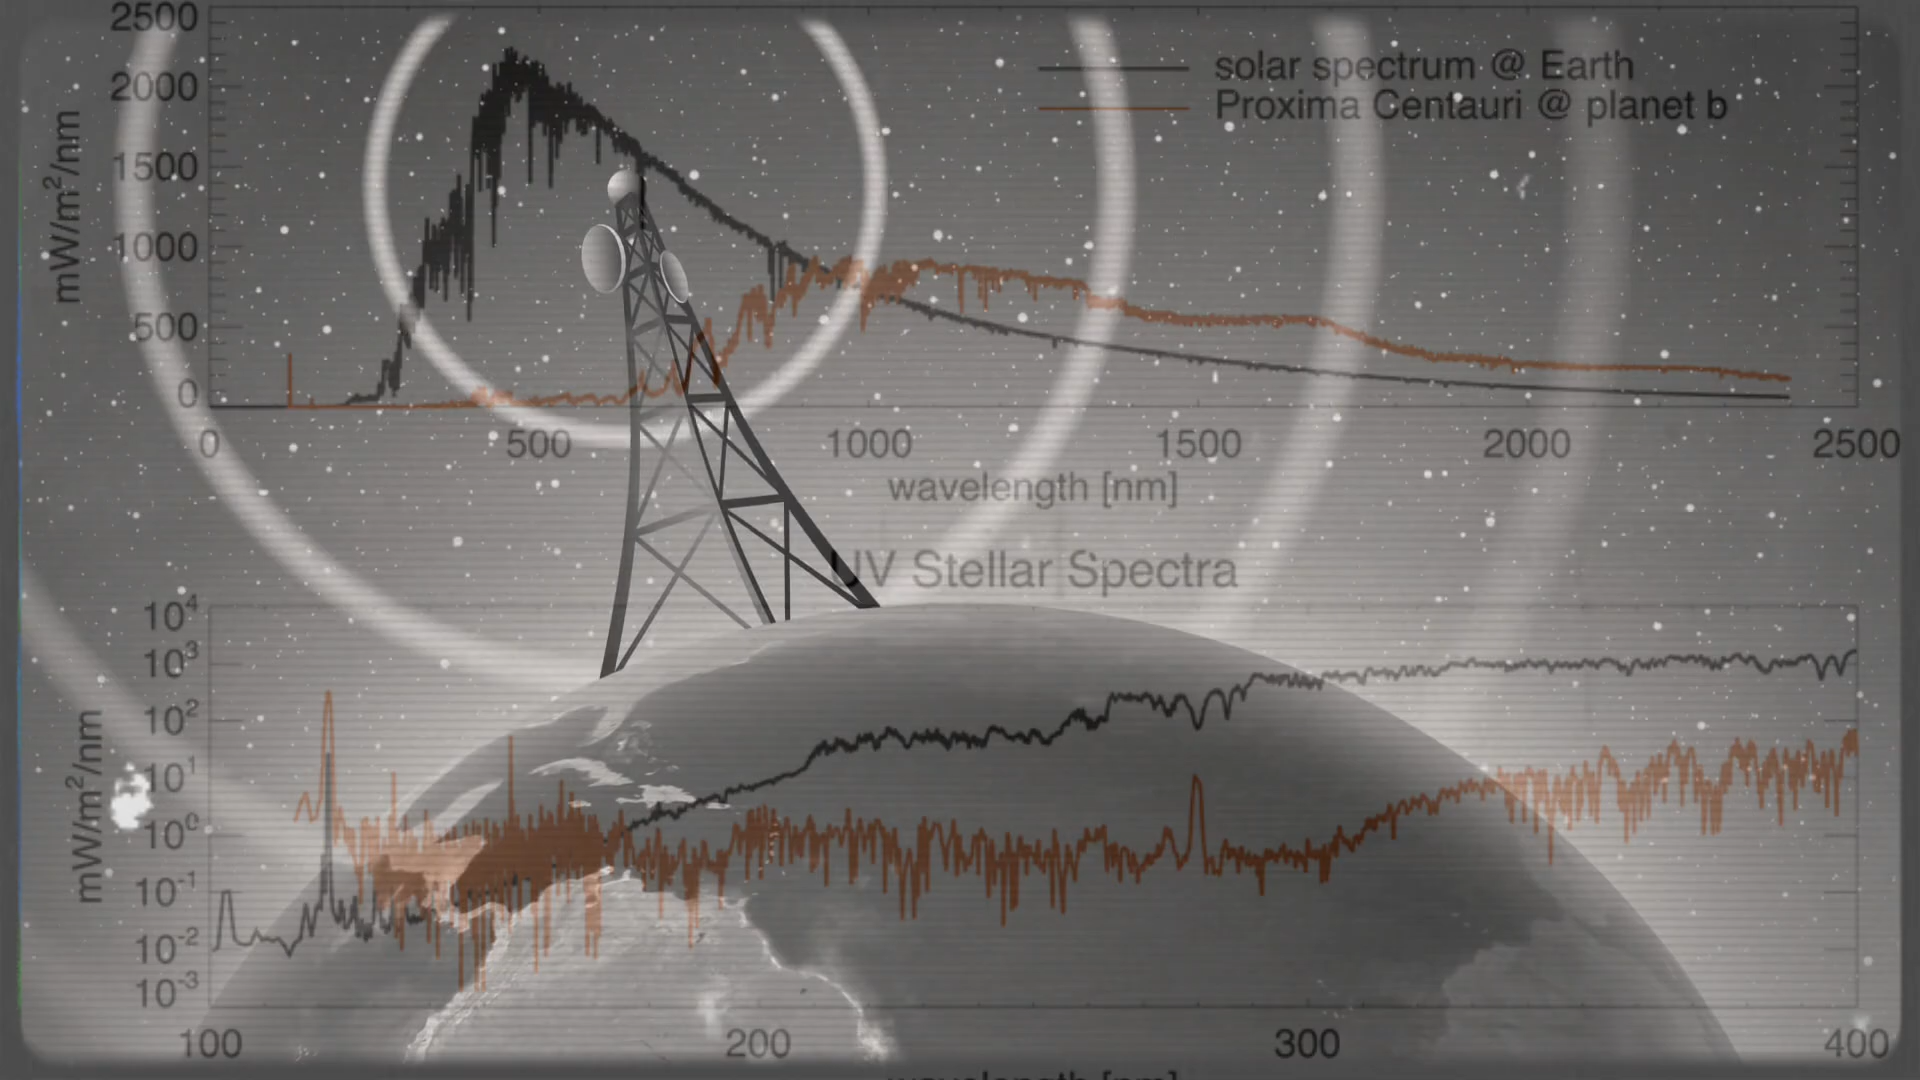 2500
2000
1500
1000
500
0
mW/m²/nm
solar spectrum @ Earth
Proxima Centauri @ planet b
0 500 1000 1500 2000 2500
wavelength [nm]
UV Stellar Spectra
10⁴
10³
10²
10¹
10⁰
10⁻¹
10⁻²
10⁻³
mW/m²/nm
100 200 300 400
wavelength [nm]